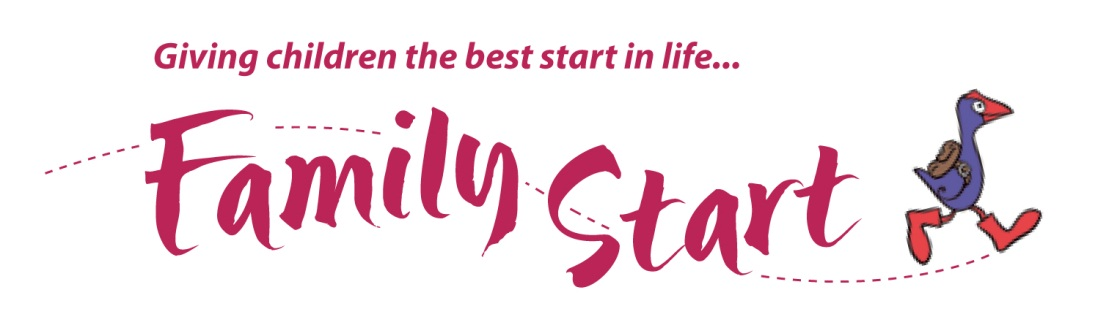 Giving children the best start in life...
Family Start